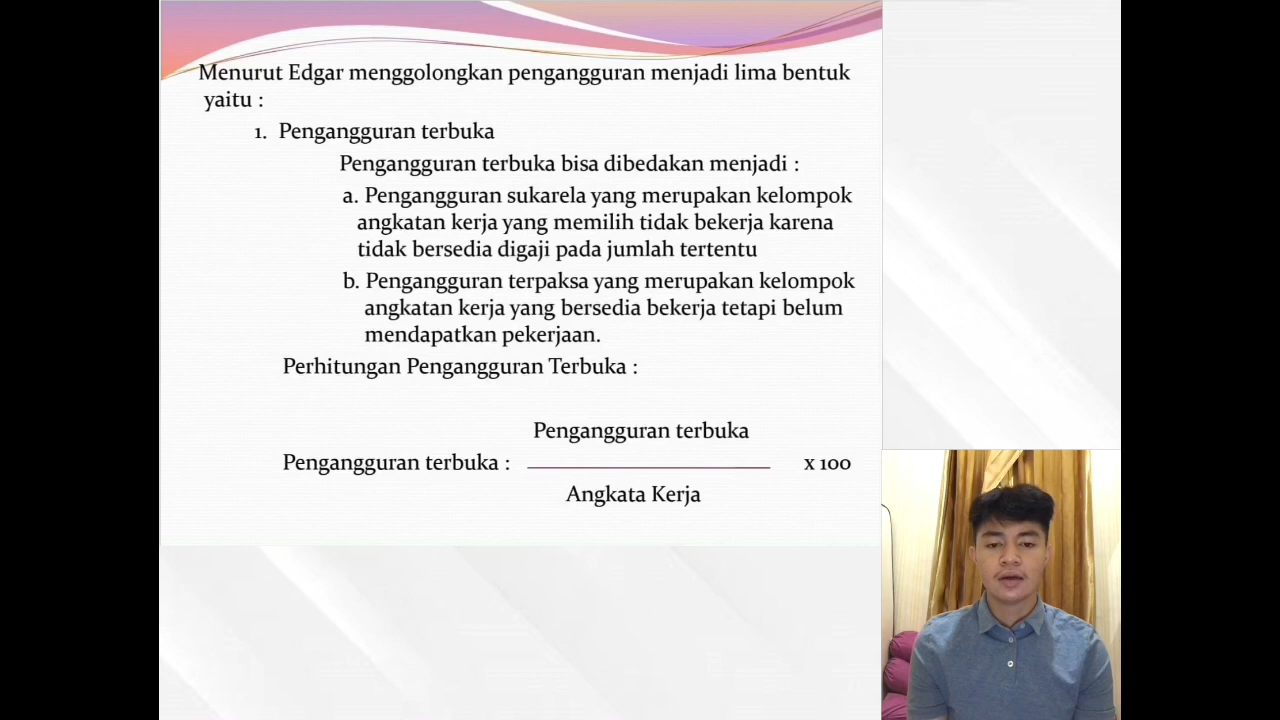 Menurut Edgar menggolongkan pengangguran menjadi lima bentuk
yaitu :
1. Pengangguran terbuka
Pengangguran terbuka bisa dibedakan menjadi :
a. Pengangguran sukarela yang merupakan kelompok
angkatan kerja yang memilih tidak bekerja karena
tidak bersedia digaji pada jumlah tertentu
b. Pengangguran terpaksa yang merupakan kelompok
angkatan kerja yang bersedia bekerja tetapi belum
mendapatkan pekerjaan.
Perhitungan Pengangguran Terbuka :
Pengangguran terbuka
Pengangguran terbuka : x 100
Angkata Kerja